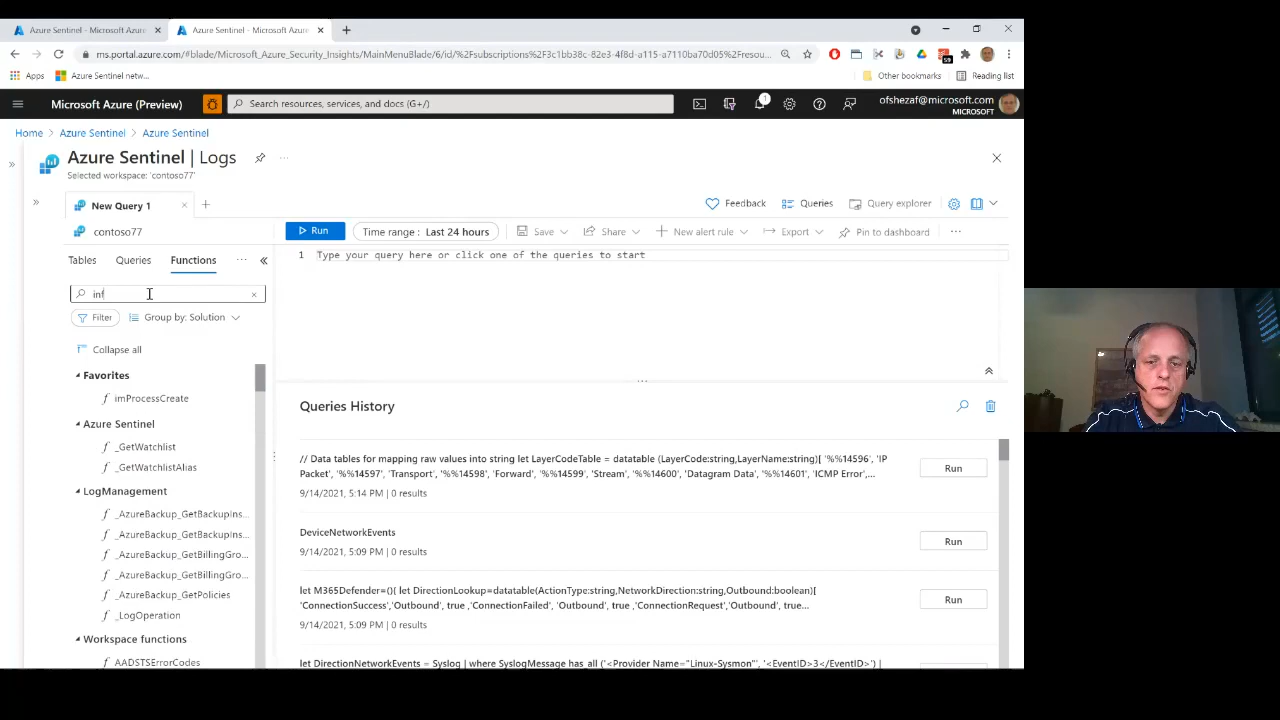 Azure Sentinel - Microsoft Azure
Azure Sentinel - Microsoft Azure
ms.portal.azure.com/#blade/Microsoft_Azure_Security_Insights/MainMenuBlade/6/id/%2Fsubscriptions%2F3c1bb38c-82e3-4f8d-a115-a7110ba70d05%2Fresou...
59
Apps
Azure Sentinel netw...
Other bookmarks
Reading list
Microsoft Azure (Preview)
Search resources, services, and docs (G+/)
1
ofshezaf@microsoft.com
MICROSOFT
Home > Azure Sentinel > Azure Sentinel
Azure Sentinel | Logs
Selected workspace: 'contoso77'
New Query 1
Feedback
Queries
Query explorer
contoso77
Run
Time range : Last 24 hours
Save
Share
New alert rule
Export
Pin to dashboard
Tables
Queries
Functions
1 Type your query here or click one of the queries to start
inf
Filter
Group by: Solution
Collapse all
Favorites
imProcessCreate
Azure Sentinel
_GetWatchlist
_GetWatchlistAlias
LogManagement
_AzureBackup_GetBackupIns...
_AzureBackup_GetBackupIns...
_AzureBackup_GetBillingGro...
_AzureBackup_GetBillingGro...
_AzureBackup_GetPolicies
_LogOperation
Workspace functions
AADSTSErrorCodes
Queries History
// Data tables for mapping raw values into string let LayerCodeTable = datatable (LayerCode:string,LayerName:string)[ '%%14596', 'IP
Packet', '%%14597', 'Transport', '%%14598', 'Forward', '%%14599', 'Stream', '%%14600', 'Datagram Data', '%%14601', 'ICMP Error',...
9/14/2021, 5:14 PM | 0 results
Run
DeviceNetworkEvents
9/14/2021, 5:09 PM | 0 results
Run
let M365Defender=(){ let DirectionLookup=datatable(ActionType:string,NetworkDirection:string,Outbound:boolean)[
'ConnectionSuccess','Outbound', true ,'ConnectionFailed', 'Outbound', true ,'ConnectionRequest','Outbound', true...
9/14/2021, 5:09 PM | 0 results
Run
let DirectionNetworkEvents = Syslog | where SyslogMessage has_all ('<Provider Name="Linux-Sysmon"', '<EventID>3</EventID>') |